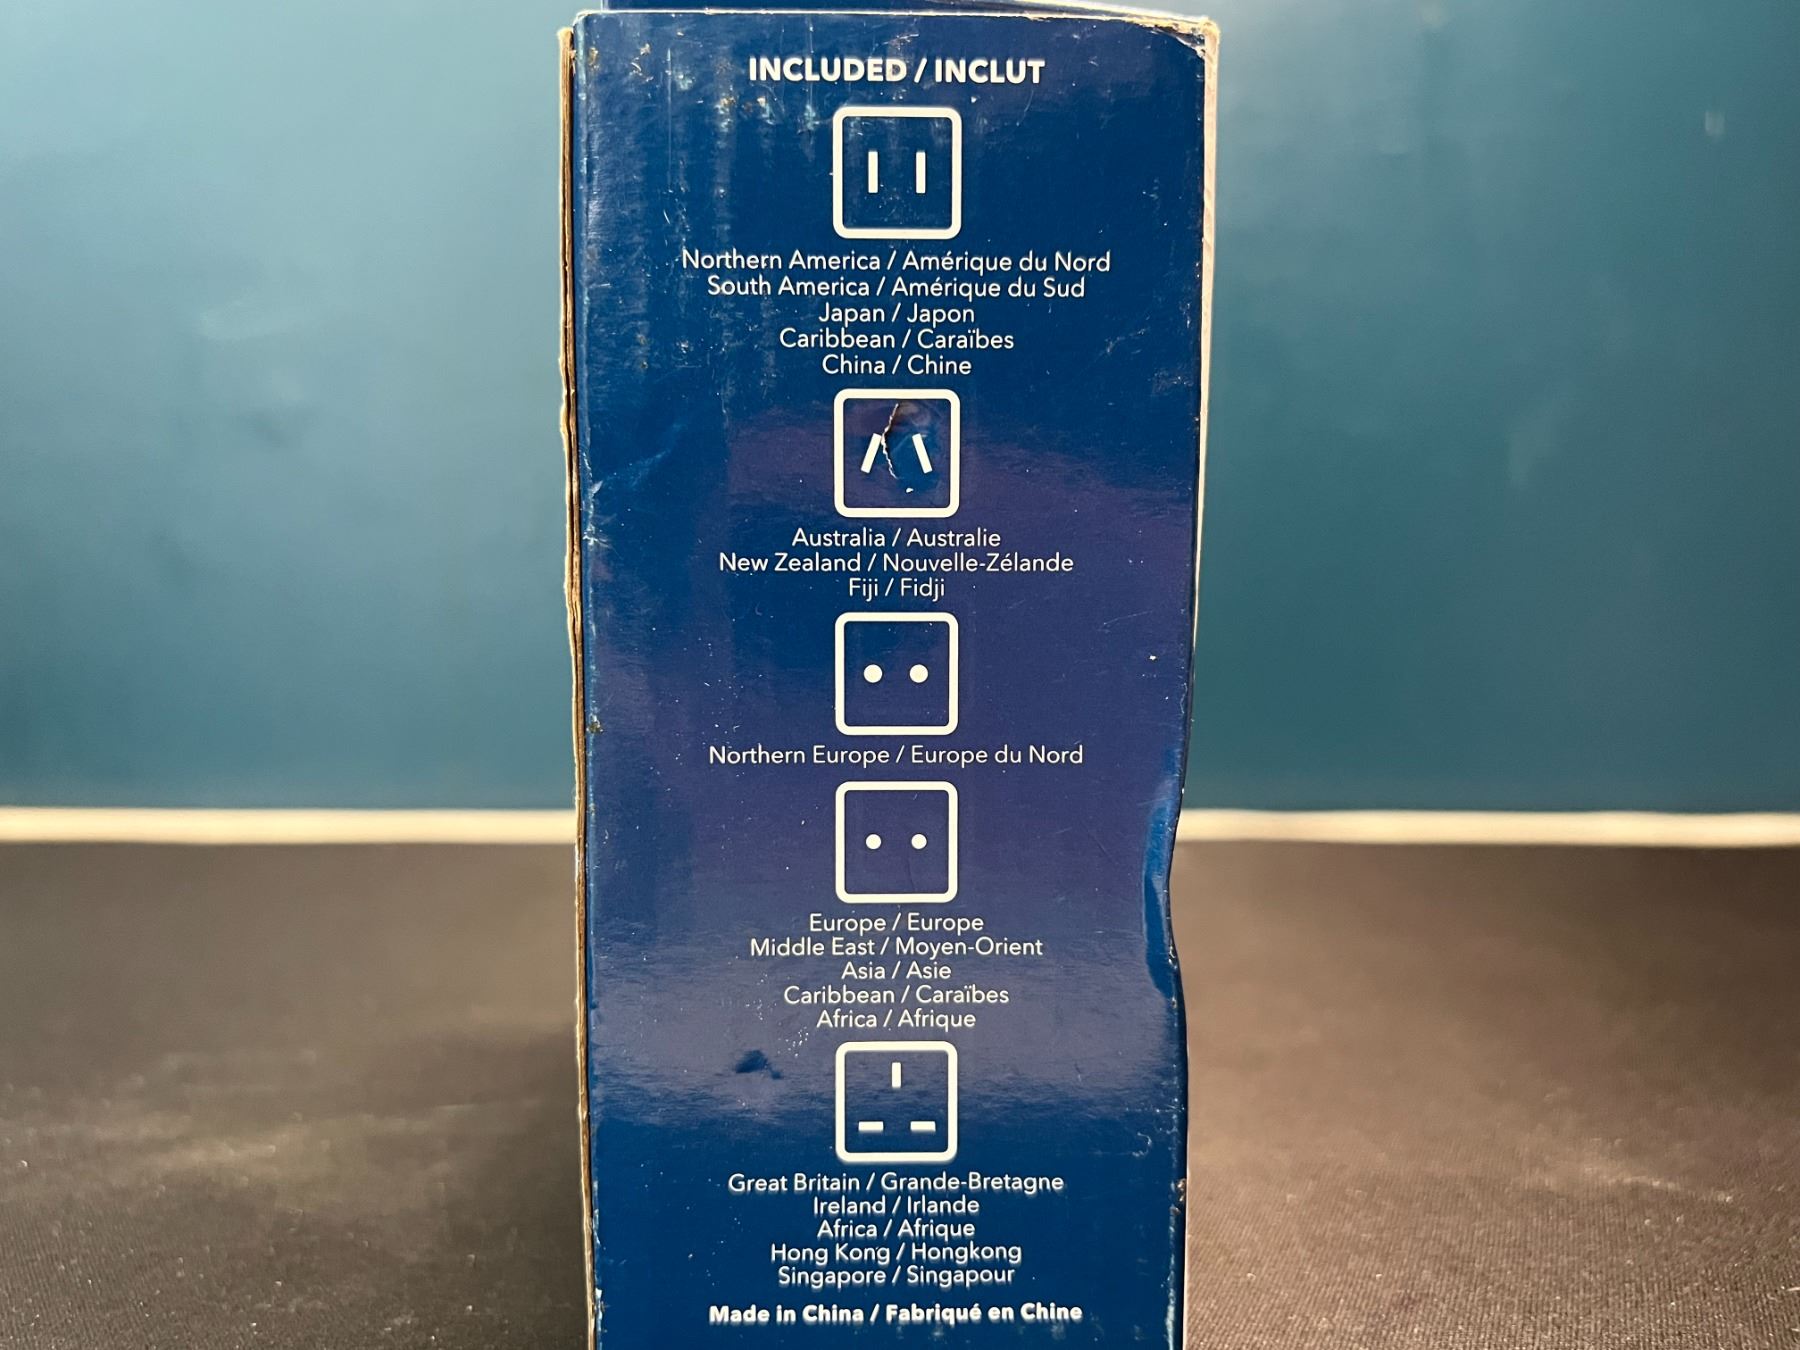 INCLUDED / INCLUT
Northern America / Amérique du Nord
South America / Amérique du Sud
Japan / Japon
Caribbean / Caraïbes
China / Chine
Australia / Australie
New Zealand / Nouvelle-Zélande
Fiji / Fidji
Northern Europe / Europe du Nord
Europe / Europe
Middle East / Moyen-Orient
Asia / Asie
Caribbean / Caraïbes
Africa / Afrique
Great Britain / Grande-Bretagne
Ireland / Irlande
Africa / Afrique
Hong Kong / Hongkong
Singapore / Singapour
Made in China / Fabriqué en Chine